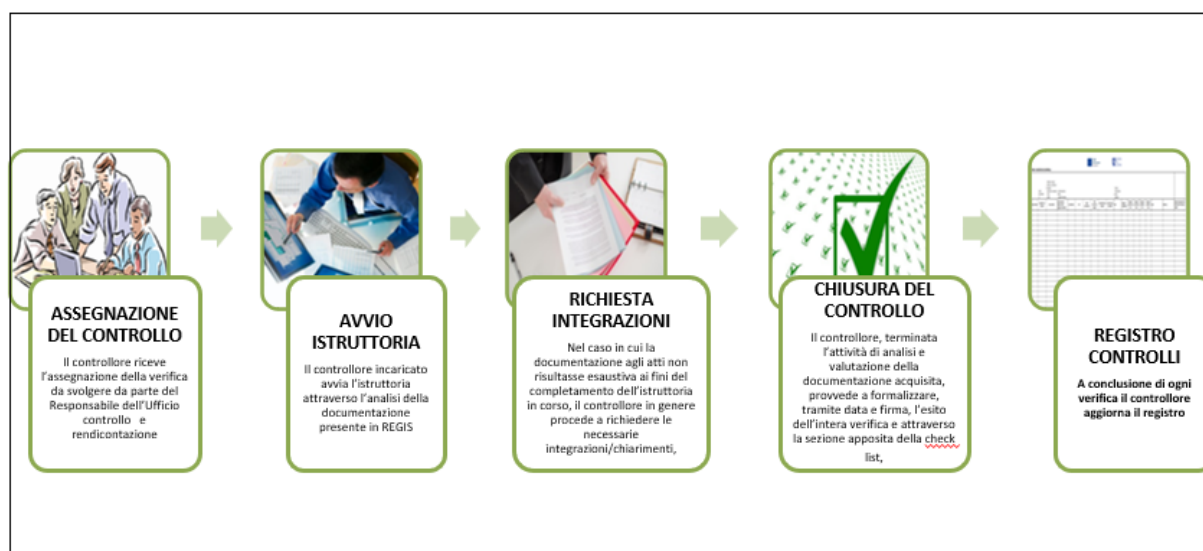 ASSEGNAZIONE
DEL CONTROLLO
Il controllore riceve
l'assegnazione della verifica
da svolgere da parte del
Responsabile dell'Ufficio
controllo e
rendicontazione
AVVIO
ISTRUTTORIA
Il controllore incaricato
avvia l'istruttoria
attraverso l'analisi della
documentazione
presente in REGIS
RICHIESTA
INTEGRAZIONI
Nel caso in cui la
documentazione agli atti non
risultasse esaustiva ai fini del
completamento dell'istruttoria
in corso, il controllore in genere
procede a richiedere le
necessarie
integrazioni/chiarimenti,
CHIUSURA DEL
CONTROLLO
Il controllore, terminata
l'attività di analisi e
valutazione della
documentazione acquisita,
provvede a formalizzare,
tramite data e firma, l'esito
dell'intera verifica e attraverso
la sezione apposita della check
list,
REGISTRO
CONTROLLI
A conclusione di ogni
verifica il controllore
aggiorna il registro